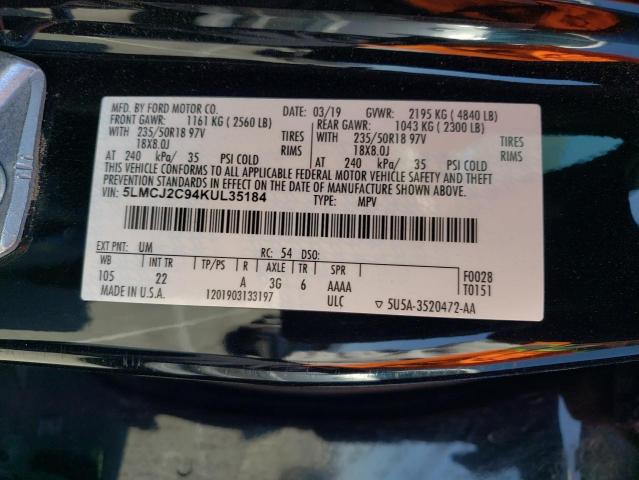 MFD. BY FORD MOTOR CO.
DATE: 03/19 GVWR: 2195 KG ( 4840 LB)
FRONT GAWR: 1161 KG ( 2560 LB)
REAR GAWR: 1043 KG ( 2300 LB)
WITH 235/50R18 97V TIRES
WITH 235/50R18 97V TIRES
18X8.0J RIMS
18X8.0J RIMS
AT 240 kPa/ 35 PSI COLD
AT 240 kPa/ 35 PSI COLD
THIS VEHICLE CONFORMS TO ALL APPLICABLE FEDERAL MOTOR VEHICLE SAFETY AND THEFT
PREVENTION STANDARDS IN EFFECT ON THE DATE OF MANUFACTURE SHOWN ABOVE.
VIN: 5LMCJ2C94KUL35184
TYPE: MPV
EXT PNT: UM RC: 54 DSO:
WB INT TR TP/PS R AXLE TR SPR
105 22 A 3G 6 AAAA
F0028
T0151
MADE IN U.S.A. 1201903133197 ULC ▽ 5U5A-3520472-AA